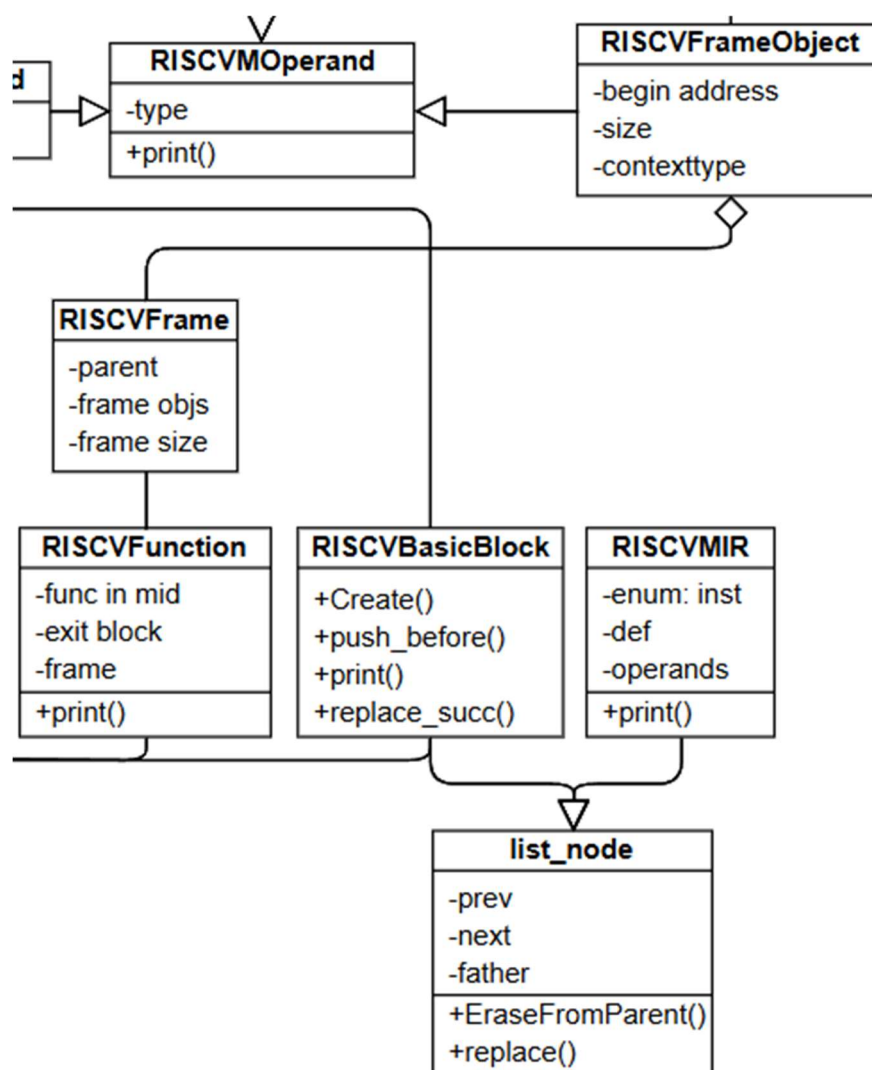 RISCVMOperand
-type
+print()
RISCVFrameObject
-begin address
-size
-contexttype
d
RISCVFrame
-parent
-frame objs
-frame size
RISCVFunction
-func in mid
-exit block
-frame
+print()
RISCVBasicBlock
+Create()
+push_before()
+print()
+replace_succ()
RISCVMIR
-enum: inst
-def
-operands
+print()
list_node
-prev
-next
-father
+EraseFromParent()
+replace()